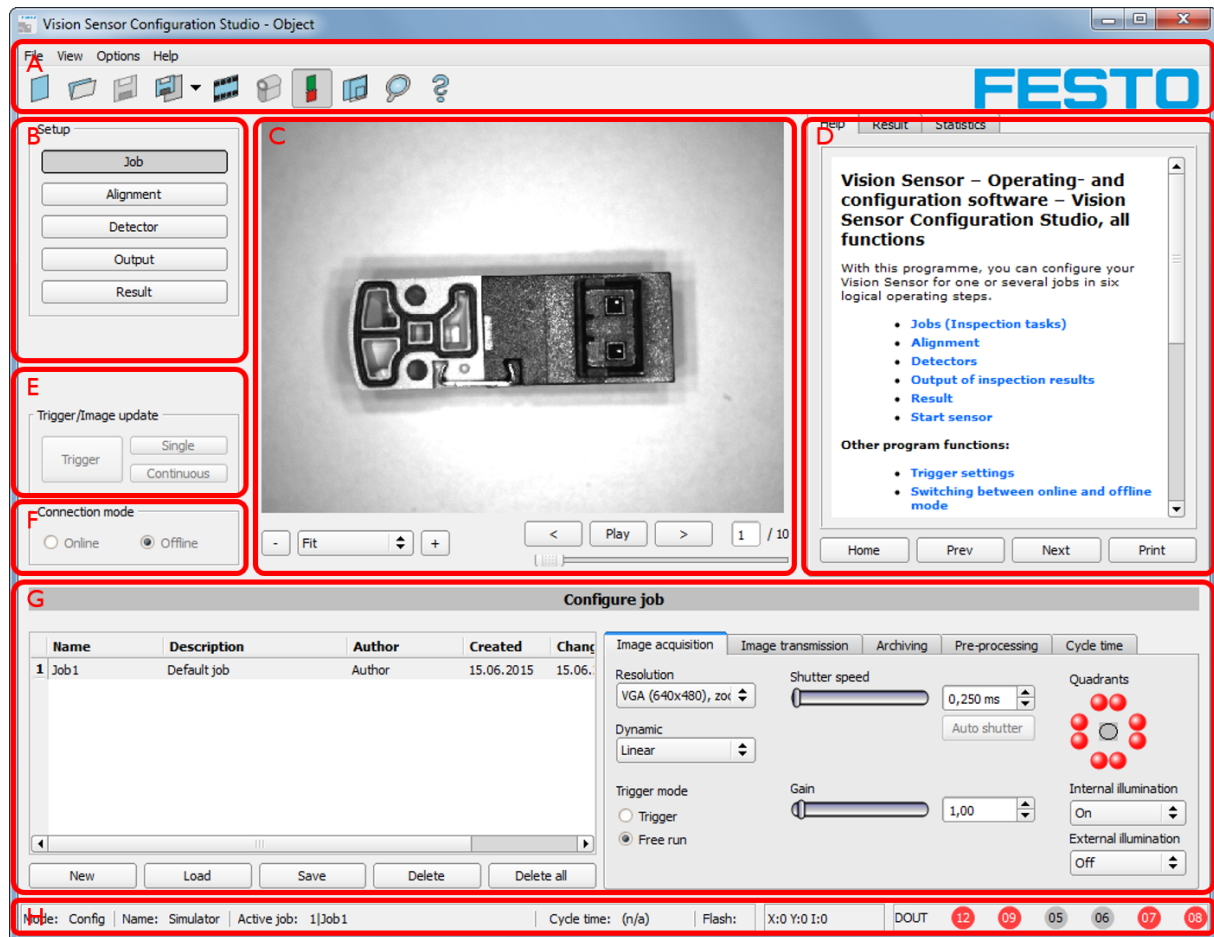 Vision Sensor Configuration Studio - Object
File View Options Help
A
FESTO
B
Setup
Job
Alignment
Detector
Output
Result
E
Trigger/Image update
Trigger
Single
Continuous
F
Connection mode
Online Offline
C
- Fit +
< Play > 1 / 10
D
Help Result Statistics
Vision Sensor – Operating- and
configuration software – Vision
Sensor Configuration Studio, all
functions
With this programme, you can configure your
Vision Sensor for one or several jobs in six
logical operating steps.
• Jobs (Inspection tasks)
• Alignment
• Detectors
• Output of inspection results
• Result
• Start sensor
Other program functions:
• Trigger settings
• Switching between online and offline
mode
Home Prev Next Print
G
Configure job
Name Description Author Created Chang
1 Job1 Default job Author 15.06.2015 15.06.
New Load Save Delete Delete all
Image acquisition Image transmission Archiving Pre-processing Cycle time
Resolution
VGA (640x480), zoo
Dynamic
Linear
Trigger mode
Trigger
Free run
Shutter speed
0,250 ms
Auto shutter
Gain
1,00
Quadrants
Internal illumination
On
External illumination
Off
H
Mode: Config Name: Simulator Active job: 1|Job1 Cycle time: (n/a) Flash: X:0 Y:0 I:0 DOUT 12 09 05 06 07 08